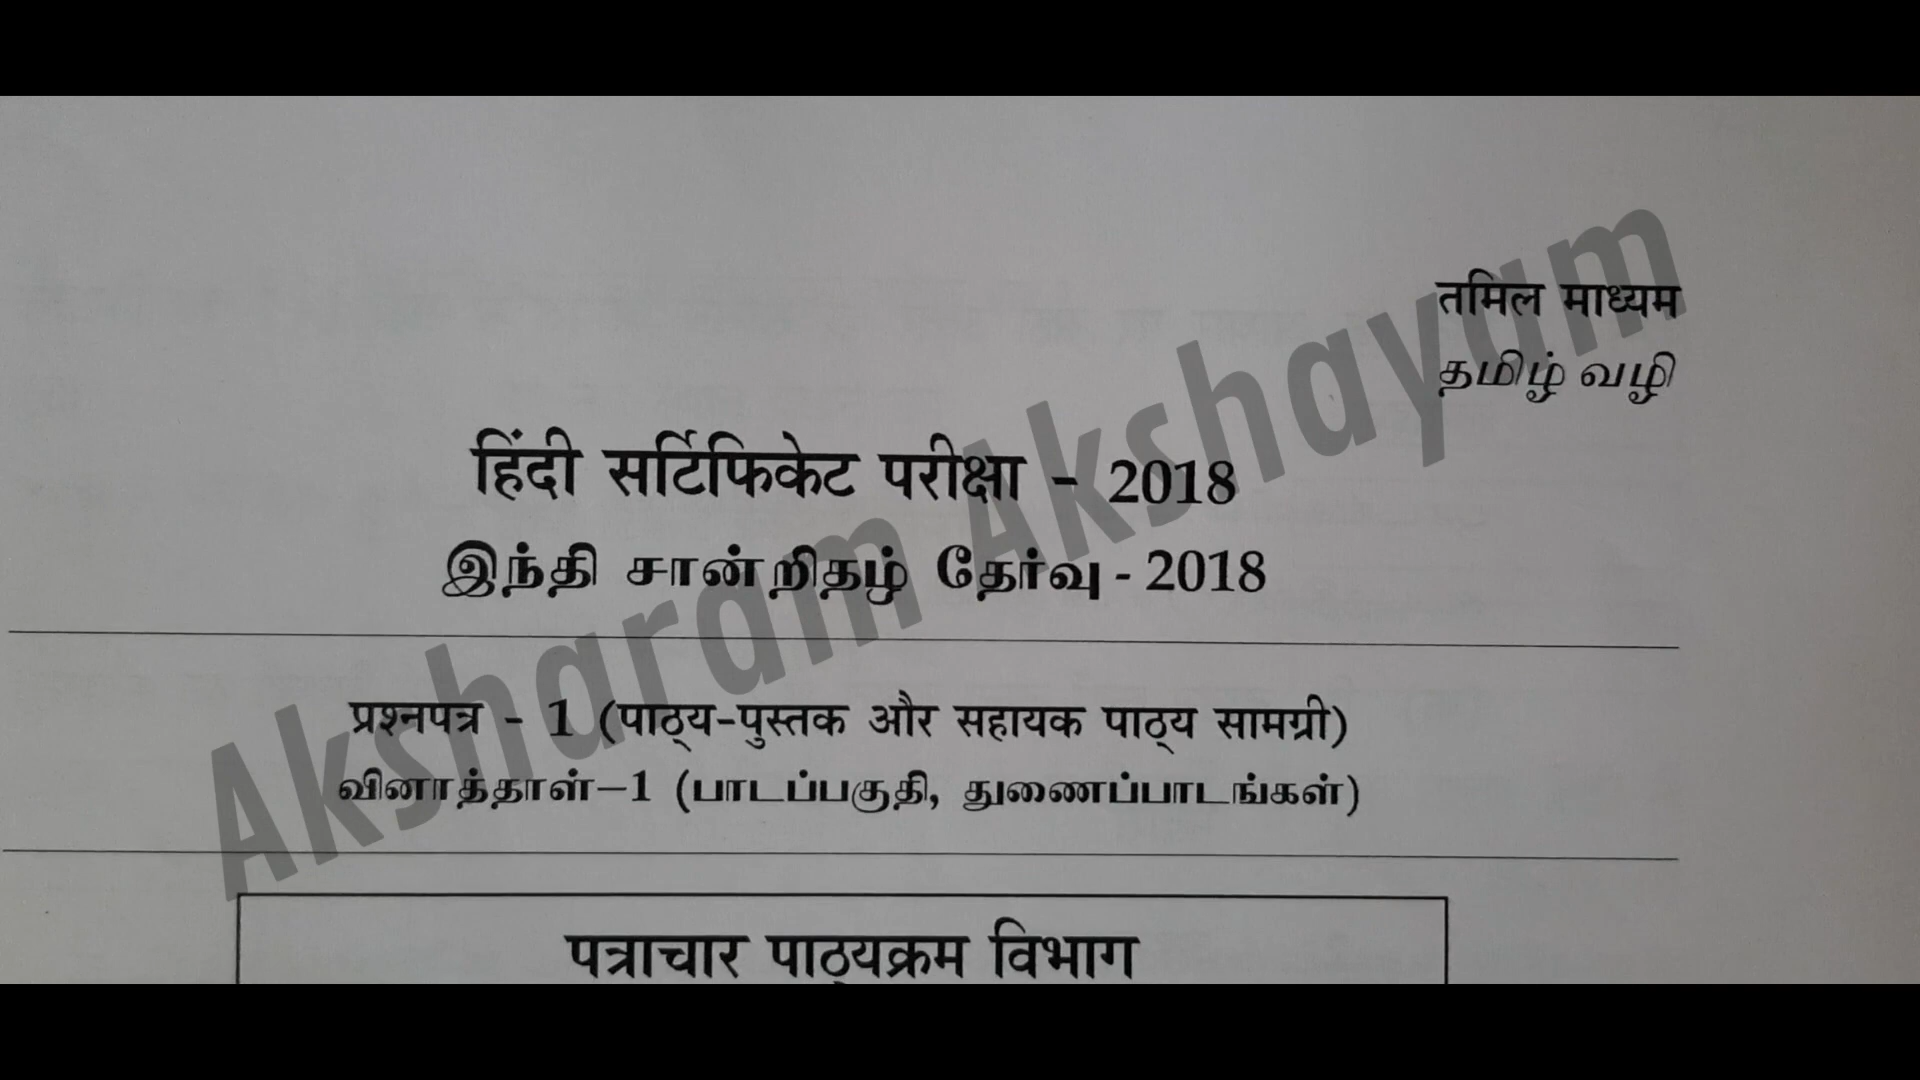 तमिल माध्यम
தமிழ் வழி
हिंदी सर्टिफिकेट परीक्षा - 2018
இந்தி சான்றிதழ் தேர்வு - 2018
प्रश्नपत्र - 1 (पाठ्य-पुस्तक और सहायक पाठ्य सामग्री)
வினாத்தாள்–1 (பாடப்பகுதி, துணைப்பாடங்கள்)
पत्राचार पाठ्यक्रम विभाग
Aksharam Akshayam